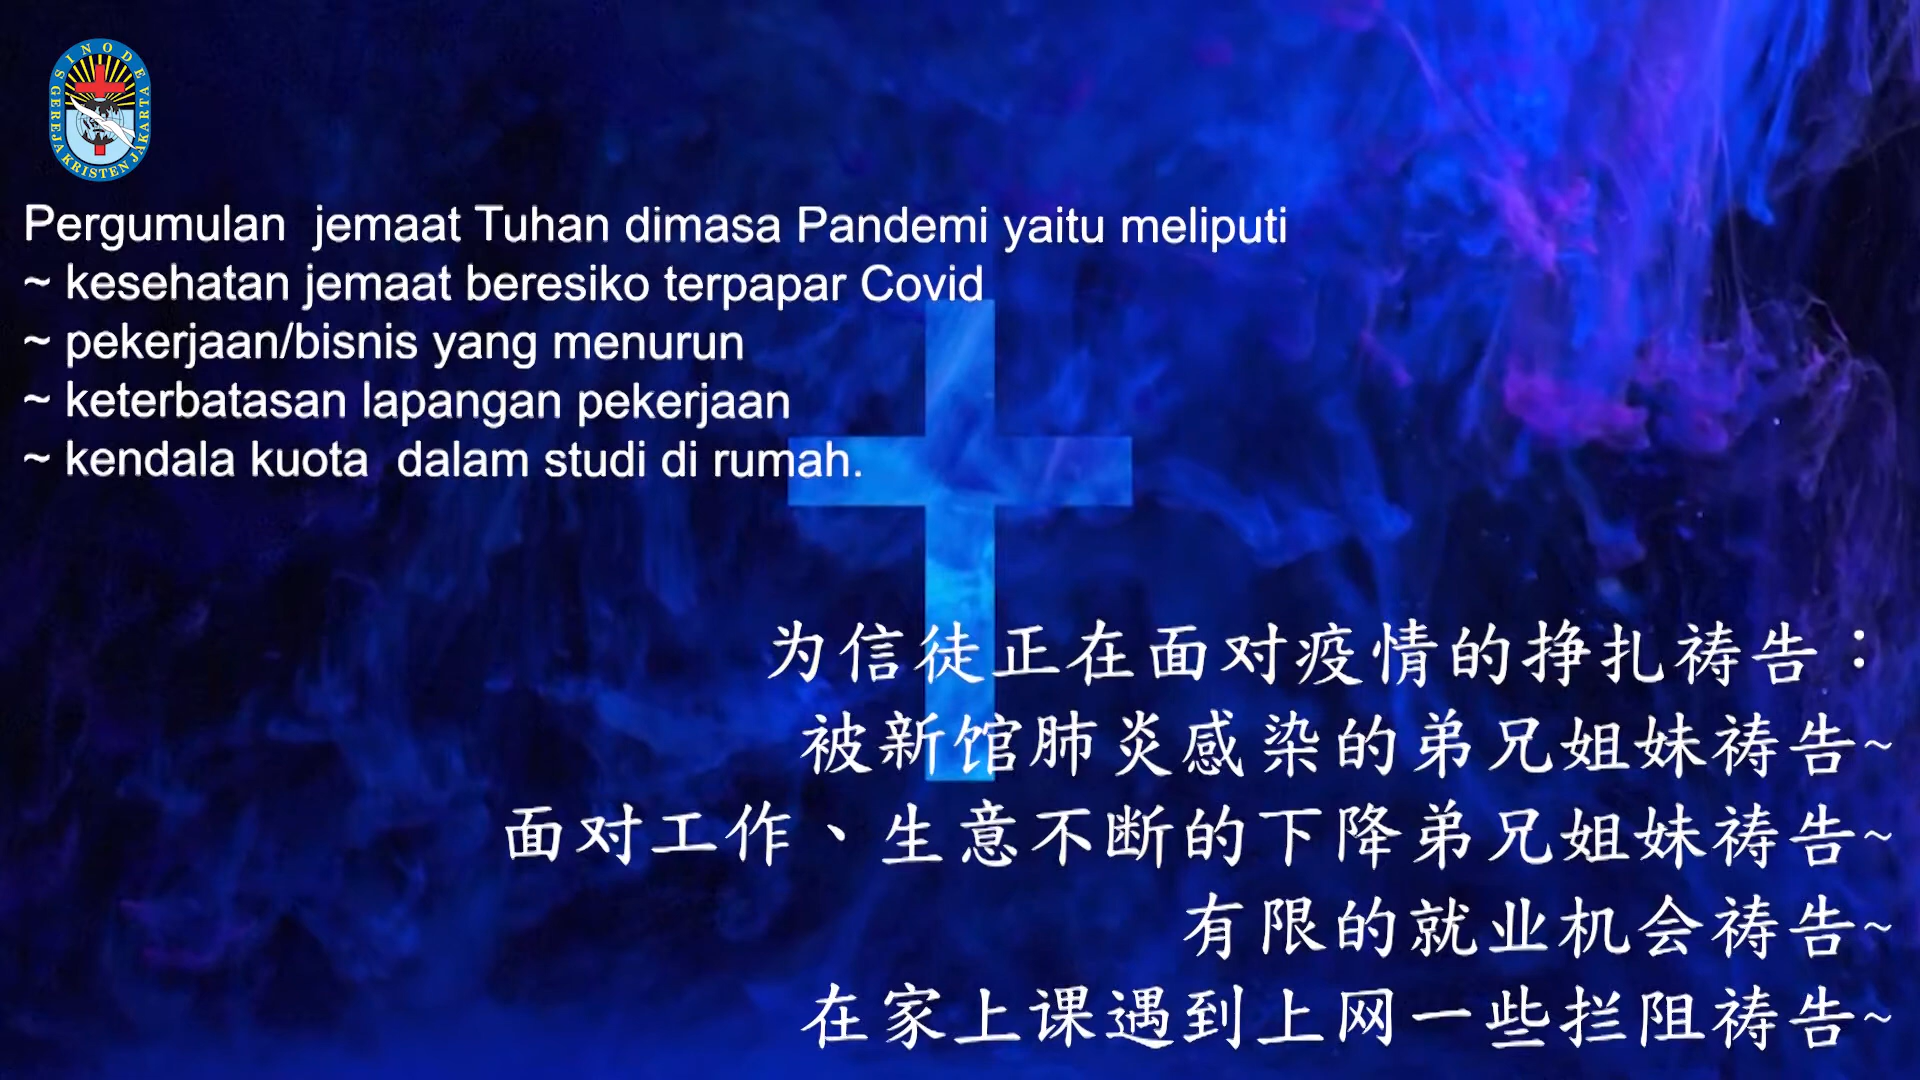 SINODE GEREJA KRISTEN JAKARTA
Pergumulan  jemaat Tuhan dimasa Pandemi yaitu meliputi
~ kesehatan jemaat beresiko terpapar Covid
~ pekerjaan/bisnis yang menurun
~ keterbatasan lapangan pekerjaan
~ kendala kuota  dalam studi di rumah.
为信徒正在面对疫情的挣扎祷告：
被新馆肺炎感染的弟兄姐妹祷告~
面对工作、生意不断的下降弟兄姐妹祷告~
有限的就业机会祷告~
在家上课遇到上网一些拦阻祷告~